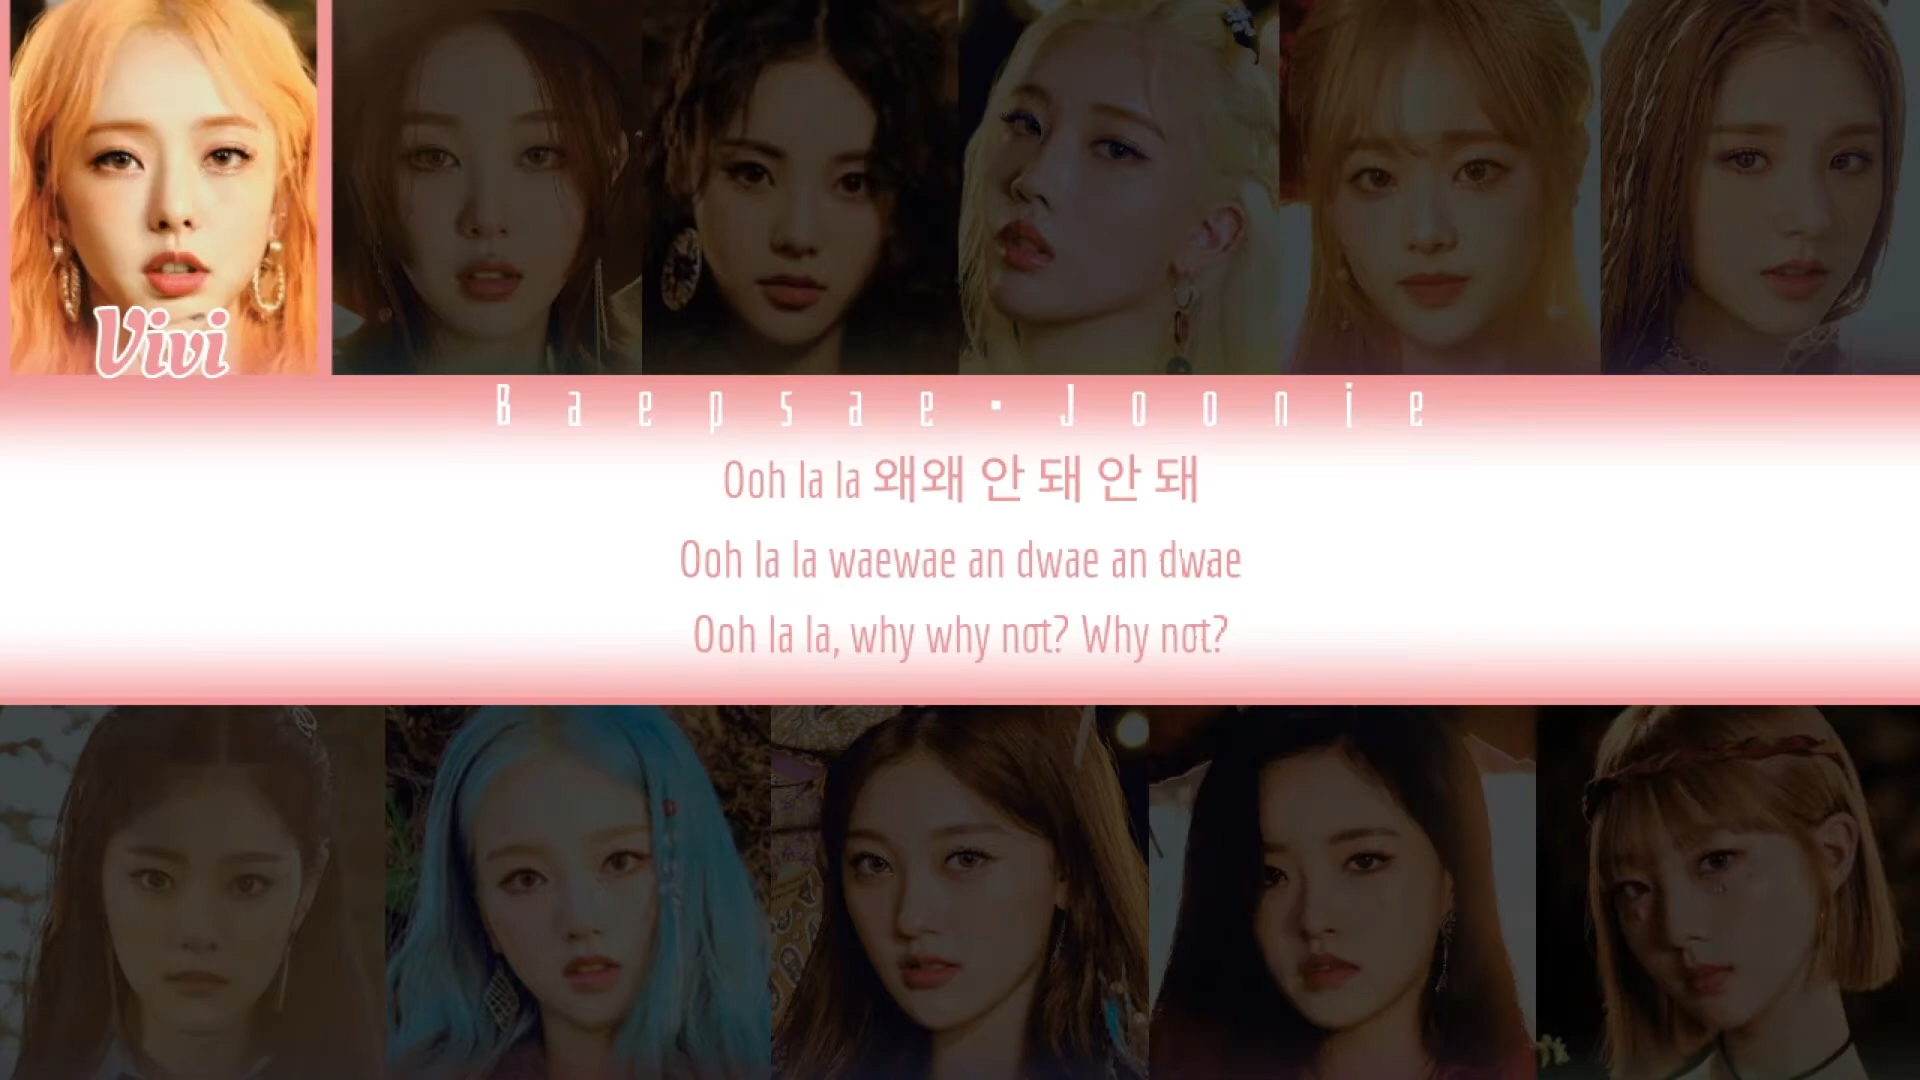 Vivi
Baepsae·Joonie
Ooh la la 왜왜 안 돼 안 돼
Ooh la la waewae an dwae an dwae
Ooh la la, why why not? Why not?